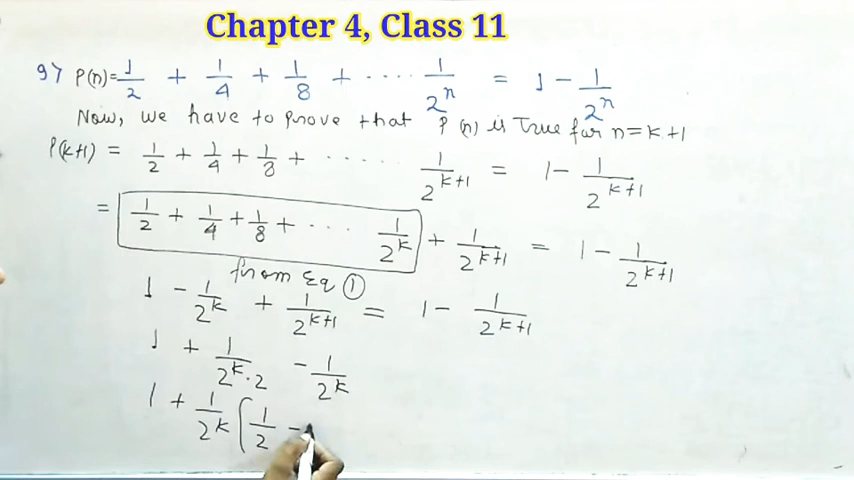 Chapter 4, Class 11
9> P(n)= 1/2 + 1/4 + 1/8 + ···· 1/2^n = 1 - 1/2^n
Now, we have to prove that P(n) is True for n=k+1
P(k+1) = 1/2 + 1/4 + 1/8 + ······ 1/2^(k+1) = 1 - 1/2^(k+1)
= 1/2 + 1/4 + 1/8 + ···· 1/2^k + 1/2^(k+1) = 1 - 1/2^(k+1)
from Eq ①
1 - 1/2^k + 1/2^(k+1) = 1 - 1/2^(k+1)
1 + 1/(2^k·2) - 1/2^k
1 + 1/2^k (1/2 -